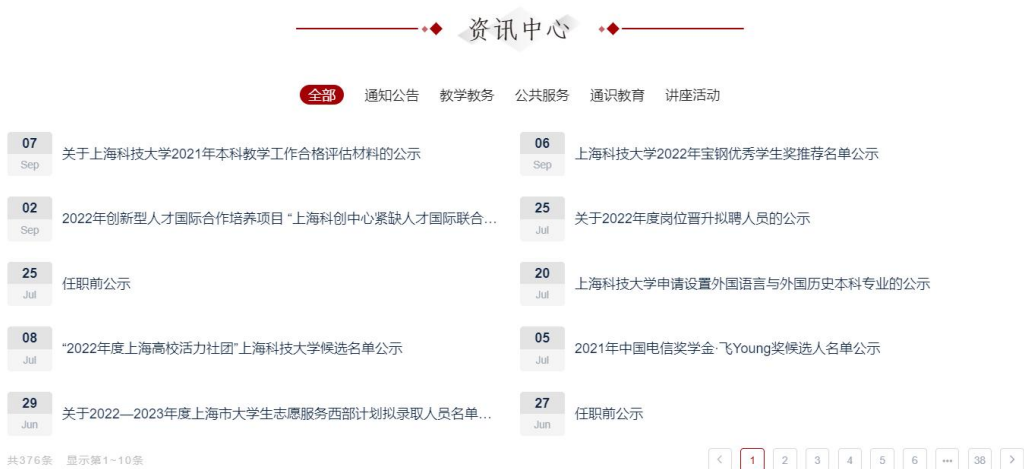 资讯中心
全部 通知公告 教学教务 公共服务 通识教育 讲座活动
07
Sep
关于上海科技大学2021年本科教学工作合格评估材料的公示
06
Sep
上海科技大学2022年宝钢优秀学生奖推荐名单公示
02
Sep
2022年创新型人才国际合作培养项目 “上海科创中心紧缺人才国际联合…
25
Jul
关于2022年度岗位晋升拟聘人员的公示
25
Jul
任职前公示
20
Jul
上海科技大学申请设置外国语言与外国历史本科专业的公示
08
Jul
“2022年度上海高校活力社团”上海科技大学候选名单公示
05
Jul
2021年中国电信奖学金·飞Young奖候选人名单公示
29
Jun
关于2022—2023年度上海市大学生志愿服务西部计划拟录取人员名单…
27
Jun
任职前公示
共376条 显示第1~10条
< 1 2 3 4 5 6 ••• 38 >